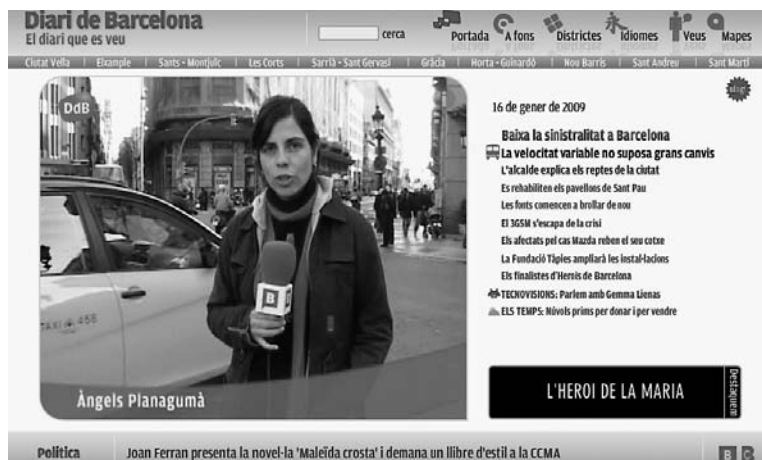 Diari de Barcelona
El diari que es veu
cerca
Portada A fons Districtes Idiomes Veus Mapes
Ciutat Vella | Eixample | Sants - Montjuïc | Les Corts | Sarrià - Sant Gervasi | Gràcia | Horta - Guinardó | Nou Barris | Sant Andreu | Sant Martí
DdB
16 de gener de 2009
Baixa la sinistralitat a Barcelona
La velocitat variable no suposa grans canvis
L'alcalde explica els reptes de la ciutat
Es rehabiliten els pavellons de Sant Pau
Les fonts comencen a brollar de nou
El 3GSM s'escapa de la crisi
Els afectats pel cas Mazda reben el seu cotxe
La Fundació Tàpies ampliarà les instal·lacions
Els finalistes d'Herois de Barcelona
TECNOVISIONS: Parlem amb Gemma Lienas
ELS TEMPS: Núvols prims per donar i per vendre
B
TAXI 458
Àngels Planagumà
L'HEROI DE LA MARIA
Destaquem
Política
Joan Ferran presenta la novel·la 'Maleïda crosta' i demana un llibre d'estil a la CCMA
B